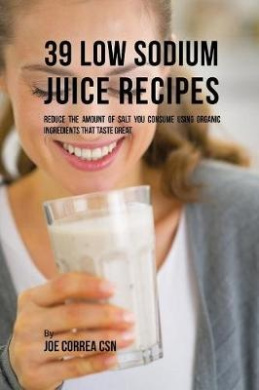 39 LOW SODIUM
JUICE RECIPES
REDUCE THE AMOUNT OF SALT YOU CONSUME USING ORGANIC
INGREDIENTS THAT TASTE GREAT
By
JOE CORREA CSN